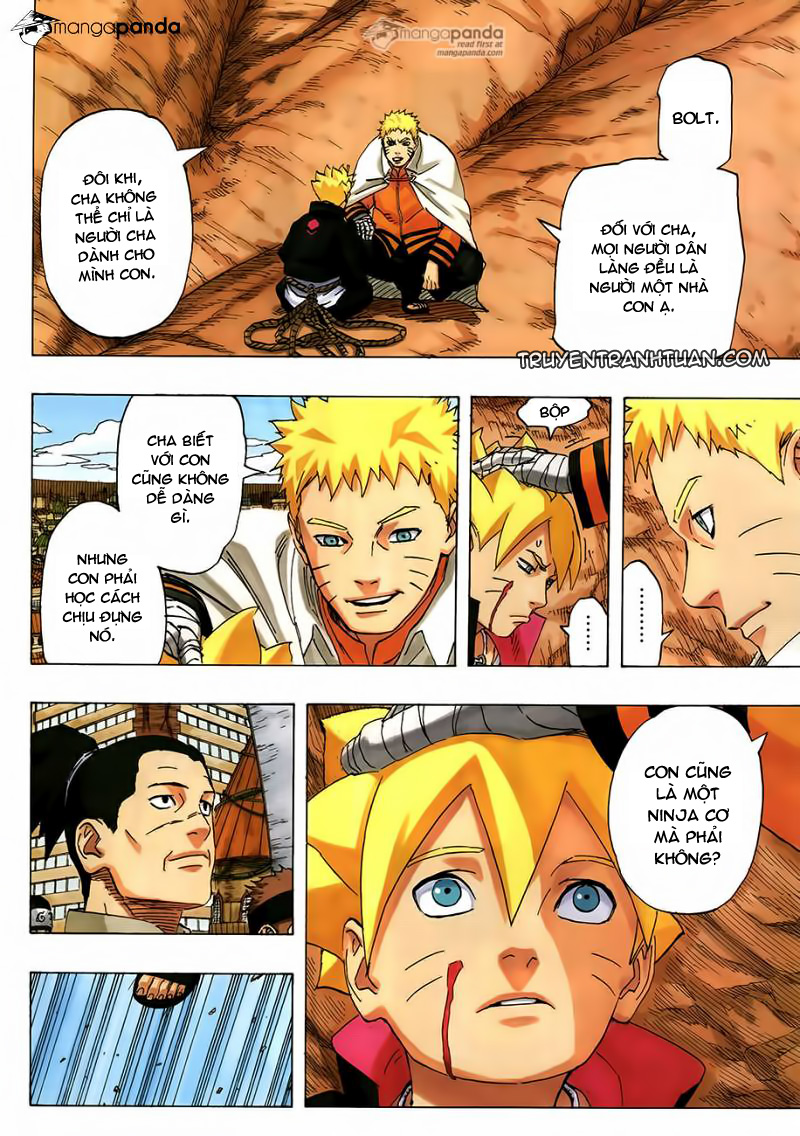 mangapanda
mangapanda
read first at
mangapanda.com
BOLT.
ĐỐI VỚI CHA,
MỌI NGƯỜI DÂN
LÀNG ĐỀU LÀ
NGƯỜI MỘT NHÀ
CON Ạ.
ĐÔI KHI,
CHA KHÔNG
THỂ CHỈ LÀ
NGƯỜI CHA
DÀNH CHO
MÌNH CON.
TRUYENTRANHTUAN.COM
......
BỘP
......
CHA BIẾT
VỚI CON
CŨNG KHÔNG
DỄ DÀNG
GÌ.
NHƯNG
CON PHẢI
HỌC CÁCH
CHỊU ĐỰNG
NÓ.
CON CŨNG
LÀ MỘT
NINJA CƠ
MÀ PHẢI
KHÔNG?